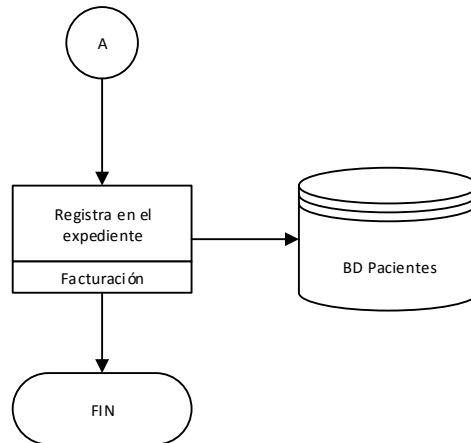 A
Registra en el
expediente
Facturación
BD Pacientes
FIN